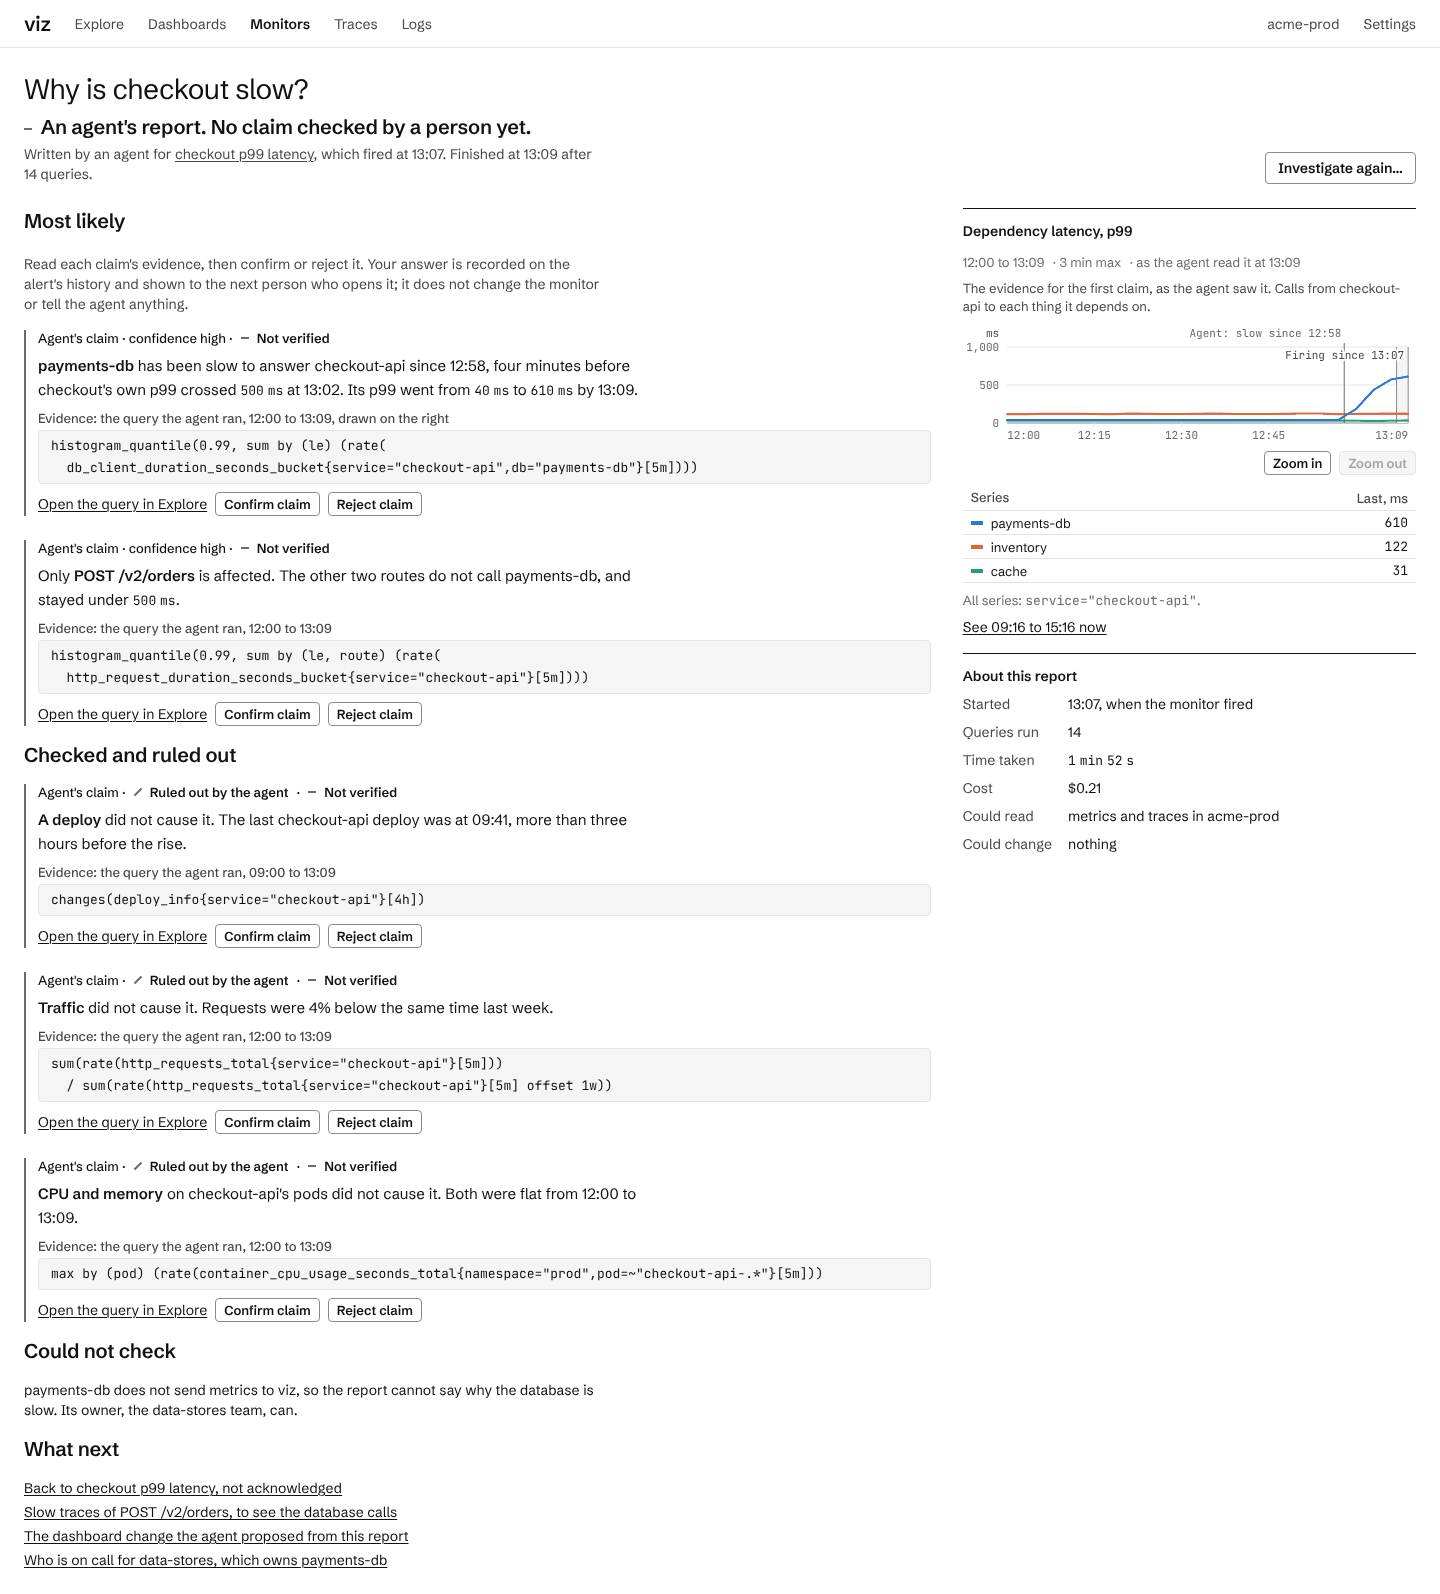 viz Explore Dashboards Monitors Traces Logs acme-prod Settings
Why is checkout slow?
– An agent's report. No claim checked by a person yet.
Written by an agent for checkout p99 latency, which fired at 13:07. Finished at 13:09 after
14 queries.
Investigate again...
Most likely
Read each claim's evidence, then confirm or reject it. Your answer is recorded on the
alert's history and shown to the next person who opens it; it does not change the monitor
or tell the agent anything.
Agent's claim · confidence high · – Not verified
payments-db has been slow to answer checkout-api since 12:58, four minutes before
checkout's own p99 crossed 500 ms at 13:02. Its p99 went from 40 ms to 610 ms by 13:09.
Evidence: the query the agent ran, 12:00 to 13:09, drawn on the right
histogram_quantile(0.99, sum by (le) (rate(
db_client_duration_seconds_bucket{service="checkout-api",db="payments-db"}[5m])))
Open the query in Explore Confirm claim Reject claim
Agent's claim · confidence high · – Not verified
Only POST /v2/orders is affected. The other two routes do not call payments-db, and
stayed under 500 ms.
Evidence: the query the agent ran, 12:00 to 13:09
histogram_quantile(0.99, sum by (le, route) (rate(
http_request_duration_seconds_bucket{service="checkout-api"}[5m])))
Open the query in Explore Confirm claim Reject claim
Checked and ruled out
Agent's claim · Ruled out by the agent · – Not verified
A deploy did not cause it. The last checkout-api deploy was at 09:41, more than three
hours before the rise.
Evidence: the query the agent ran, 09:00 to 13:09
changes(deploy_info{service="checkout-api"}[4h])
Open the query in Explore Confirm claim Reject claim
Agent's claim · Ruled out by the agent · – Not verified
Traffic did not cause it. Requests were 4% below the same time last week.
Evidence: the query the agent ran, 12:00 to 13:09
sum(rate(http_requests_total{service="checkout-api"}[5m]))
/ sum(rate(http_requests_total{service="checkout-api"}[5m] offset 1w))
Open the query in Explore Confirm claim Reject claim
Agent's claim · Ruled out by the agent · – Not verified
CPU and memory on checkout-api's pods did not cause it. Both were flat from 12:00 to
13:09.
Evidence: the query the agent ran, 12:00 to 13:09
max by (pod) (rate(container_cpu_usage_seconds_total{namespace="prod",pod=~"checkout-api-.*"}[5m]))
Open the query in Explore Confirm claim Reject claim
Could not check
payments-db does not send metrics to viz, so the report cannot say why the database is
slow. Its owner, the data-stores team, can.
What next
Back to checkout p99 latency, not acknowledged
Slow traces of POST /v2/orders, to see the database calls
The dashboard change the agent proposed from this report
Who is on call for data-stores, which owns payments-db
Dependency latency, p99
12:00 to 13:09 · 3 min max · as the agent read it at 13:09
The evidence for the first claim, as the agent saw it. Calls from checkout-
api to each thing it depends on.
ms Agent: slow since 12:58
1,000
Firing since 13:07
500
0
12:00 12:15 12:30 12:45 13:09
Zoom in Zoom out
Series Last, ms
payments-db 610
inventory 122
cache 31
All series: service="checkout-api".
See 09:16 to 15:16 now
About this report
Started 13:07, when the monitor fired
Queries run 14
Time taken 1 min 52 s
Cost $0.21
Could read metrics and traces in acme-prod
Could change nothing